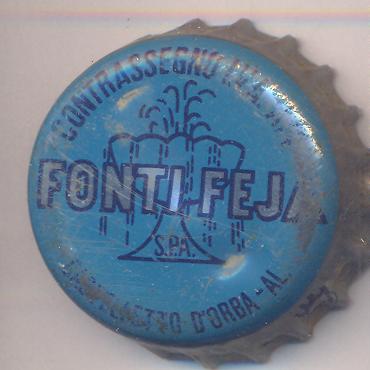 CONTRASSEGNO
FONTI FEJA
S.P.A.
D'ORBA - AL